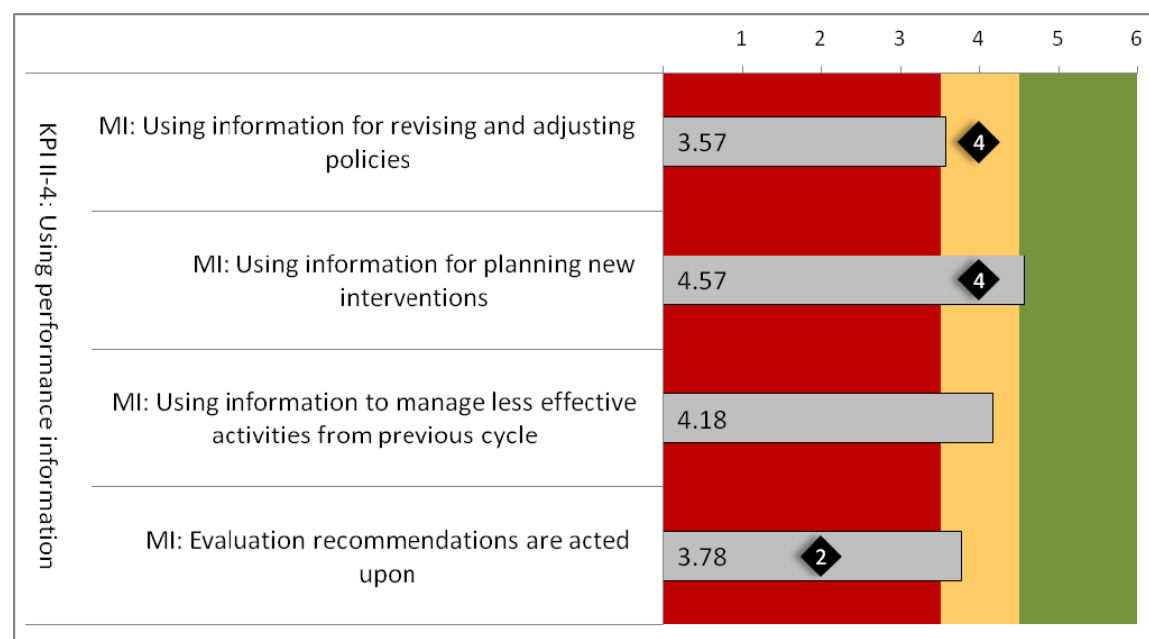 1 2 3 4 5 6
KPI II-4: Using performance information
MI: Using information for revising and adjusting
policies
3.57
4
MI: Using information for planning new
interventions
4.57
4
MI: Using information to manage less effective
activities from previous cycle
4.18
MI: Evaluation recommendations are acted
upon
3.78
2